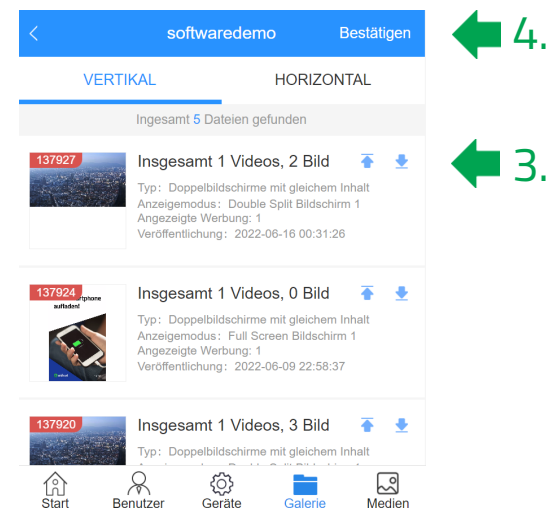 softwaredemo
Bestätigen
4.
VERTIKAL
HORIZONTAL
Ingesamt 5 Dateien gefunden
137927
Insgesamt 1 Videos, 2 Bild
3.
Typ: Doppelbildschirme mit gleichem Inhalt
Anzeigemodus: Double Split Bildschirm 1
Angezeigte Werbung: 1
Veröffentlichung: 2022-06-16 00:31:26
137924
Insgesamt 1 Videos, 0 Bild
aufladen!
Typ: Doppelbildschirme mit gleichem Inhalt
Anzeigemodus: Full Screen Bildschirm 1
Angezeigte Werbung: 1
Veröffentlichung: 2022-06-09 22:58:37
137920
Insgesamt 1 Videos, 3 Bild
Typ: Doppelbildschirme mit gleichem Inhalt
Start
Benutzer
Geräte
Galerie
Medien